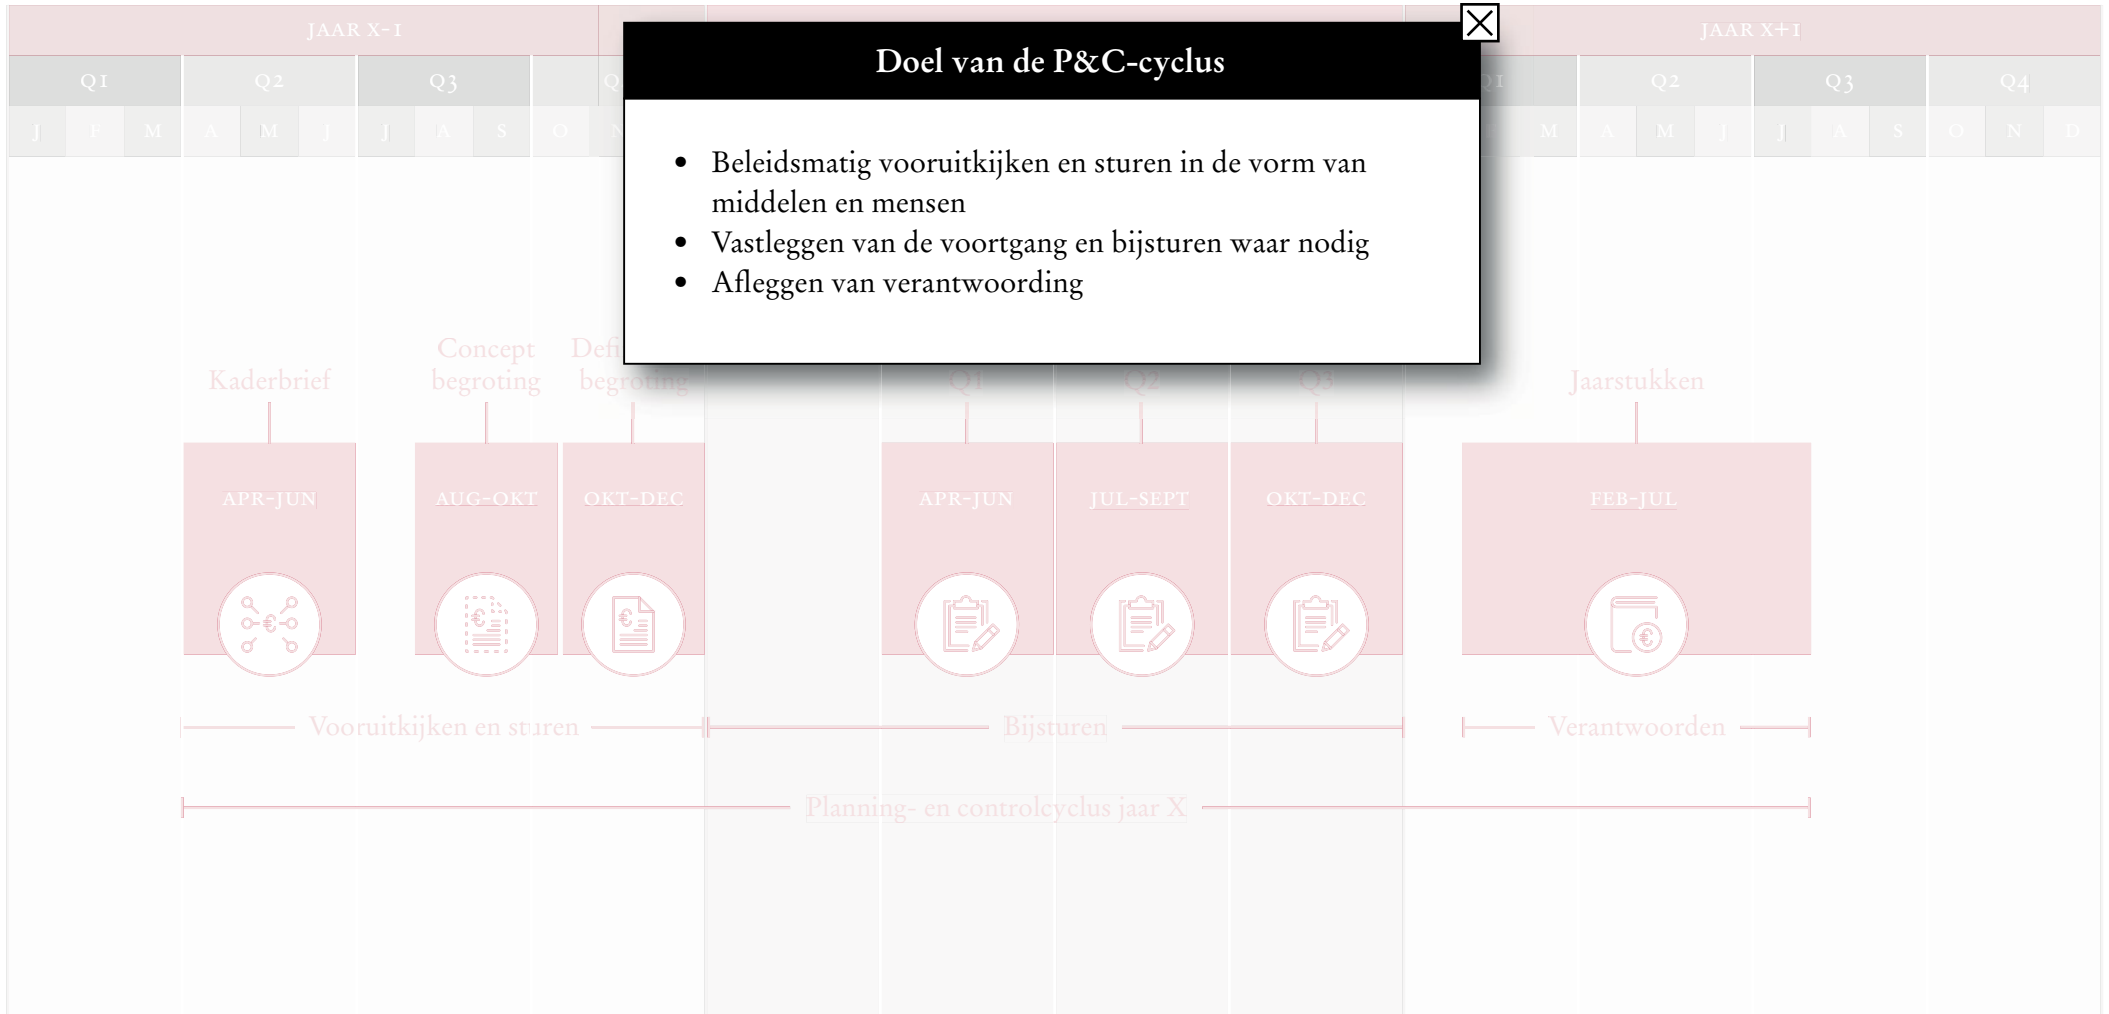 JAAR X-1
JAAR X+1
Doel van de P&C-cyclus
Q1 Q2 Q3 Q2 Q3 Q4
J F M A M J J A S O M A M J J A S O N D
• Beleidsmatig vooruitkijken en sturen in de vorm van
middelen en mensen
• Vastleggen van de voortgang en bijsturen waar nodig
• Afleggen van verantwoording
Kaderbrief
Concept
begroting
begroting
Q1
Q2
Q3
Jaarstukken
APR-JUN
AUG-OKT
OKT-DEC
APR-JUN
JUL-SEPT
OKT-DEC
FEB-JUL
Vooruitkijken en sturen
Bijsturen
Verantwoorden
Planning- en controlcyclus jaar X